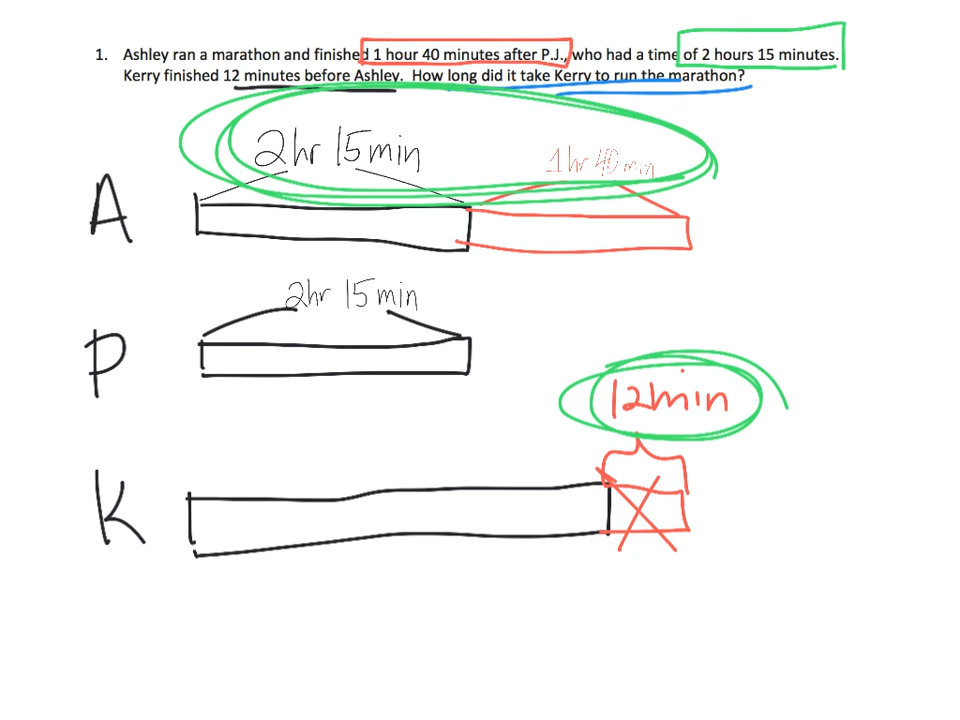 1. Ashley ran a marathon and finished 1 hour 40 minutes after P.J., who had a time of 2 hours 15 minutes.
Kerry finished 12 minutes before Ashley. How long did it take Kerry to run the marathon?
2hr 15min 1hr 40min
A
2hr 15min
P
12min
K